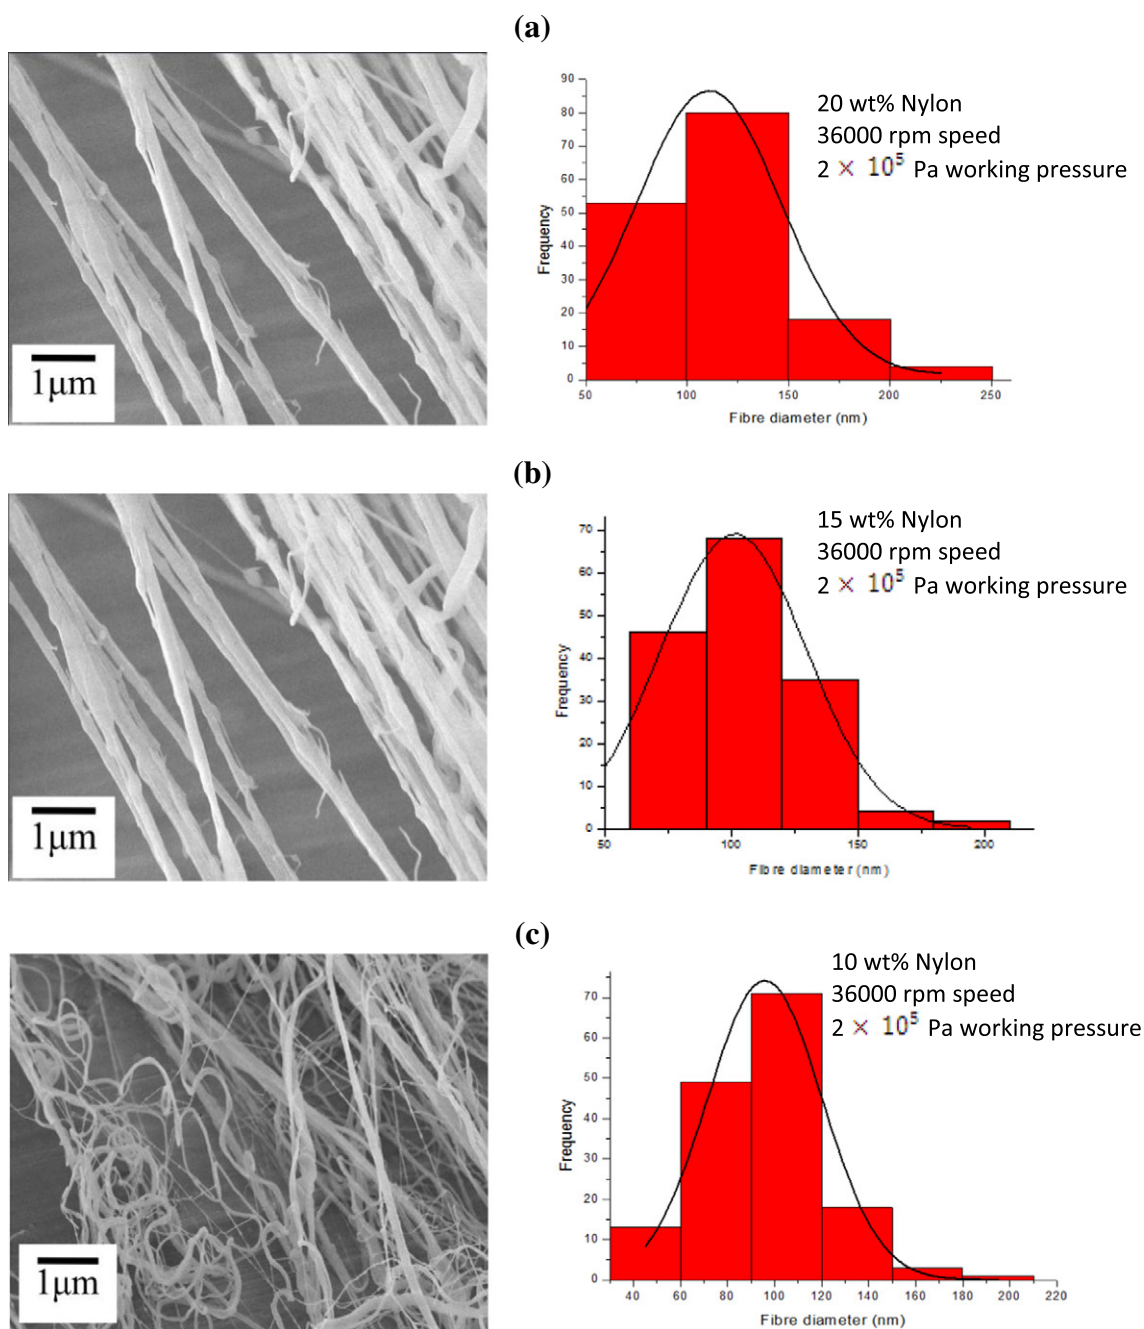 (a)
1μm
20 wt% Nylon
36000 rpm speed
2 × 10⁵ Pa working pressure
90
80
70
60
50
40
30
20
10
0
Frequency
50 100 150 200 250
Fibre diameter (nm)
(b)
1μm
15 wt% Nylon
36000 rpm speed
2 × 10⁵ Pa working pressure
70
60
50
40
30
20
10
0
Frequency
50 100 150 200
Fibre diameter (nm)
(c)
1μm
10 wt% Nylon
36000 rpm speed
2 × 10⁵ Pa working pressure
70
60
50
40
30
20
10
0
Frequency
40 60 80 100 120 140 160 180 200 220
Fibre diameter (nm)